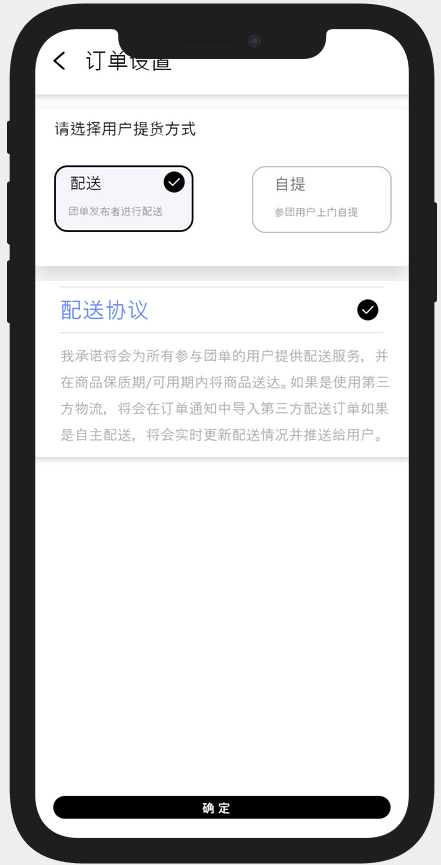 订单设置
请选择用户提货方式
配送
团单发布者进行配送
自提
参团用户上门自提
配送协议
我承诺将会为所有参与团单的用户提供配送服务，并
在商品保质期/可用期内将商品送达。如果是使用第三
方物流，将会在订单通知中导入第三方配送订单如果
是自主配送，将会实时更新配送情况并推送给用户。
确定